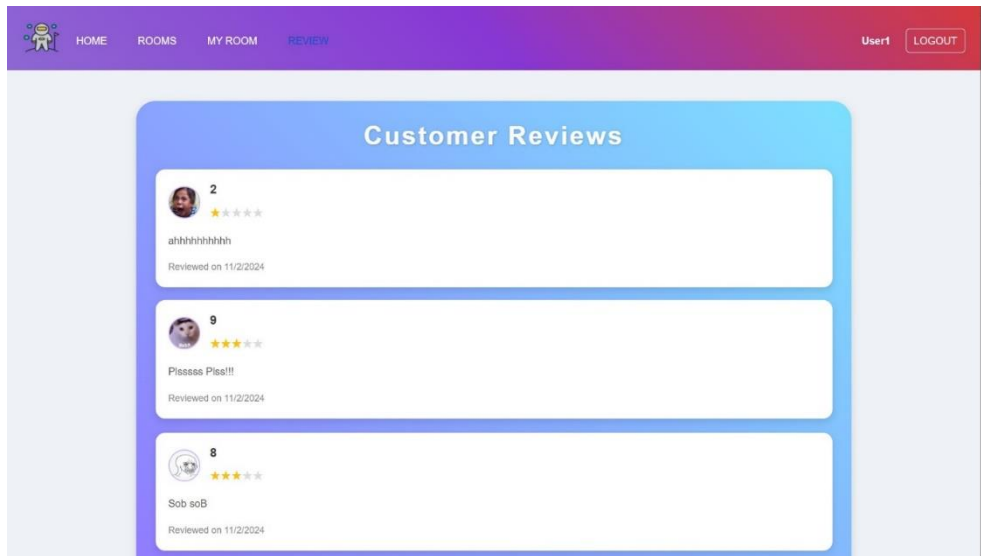 HOME ROOMS MY ROOM REVIEW User1 LOGOUT
Customer Reviews
2
ahhhhhhhhhh
Reviewed on 11/2/2024
9
Plsssss Plss!!!
Reviewed on 11/2/2024
8
Sob soB
Reviewed on 11/2/2024